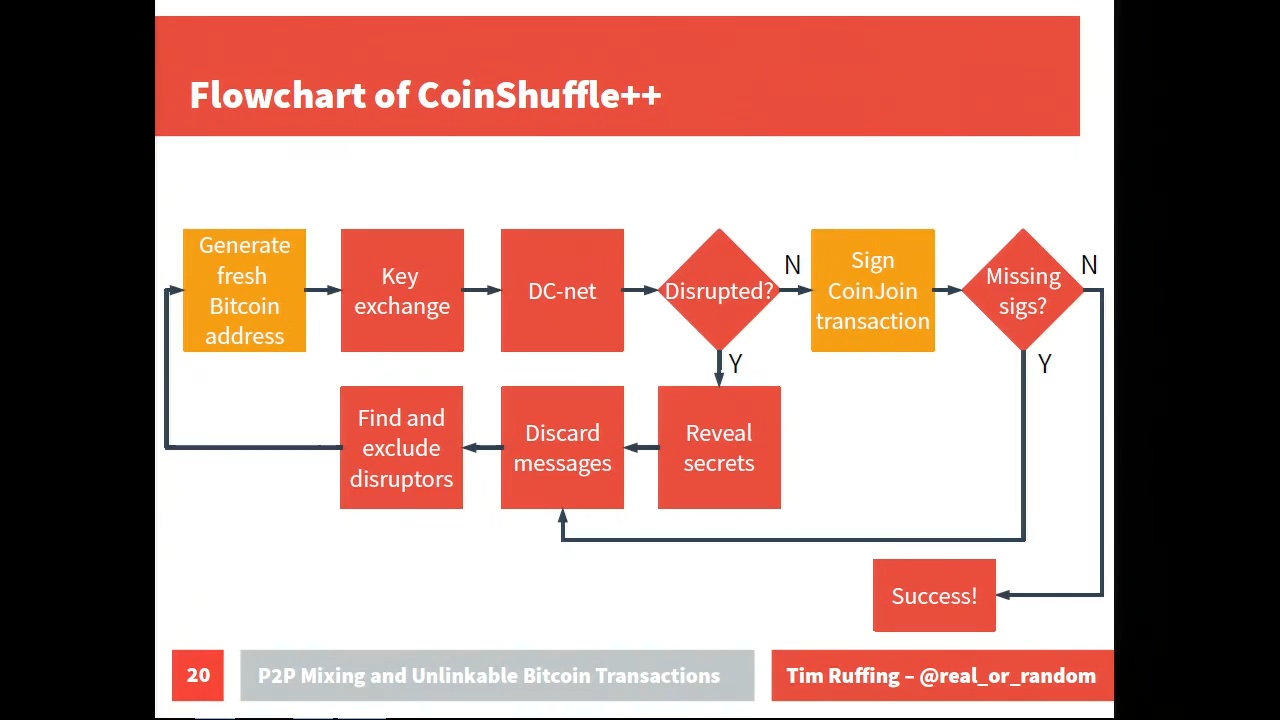 Flowchart of CoinShuffle++
Generate
fresh
Bitcoin
address
Key
exchange
DC-net
Disrupted?
N
Sign
CoinJoin
transaction
Missing
sigs?
N
Y
Y
Find and
exclude
disruptors
Discard
messages
Reveal
secrets
Success!
20
P2P Mixing and Unlinkable Bitcoin Transactions
Tim Ruffing – @real_or_random